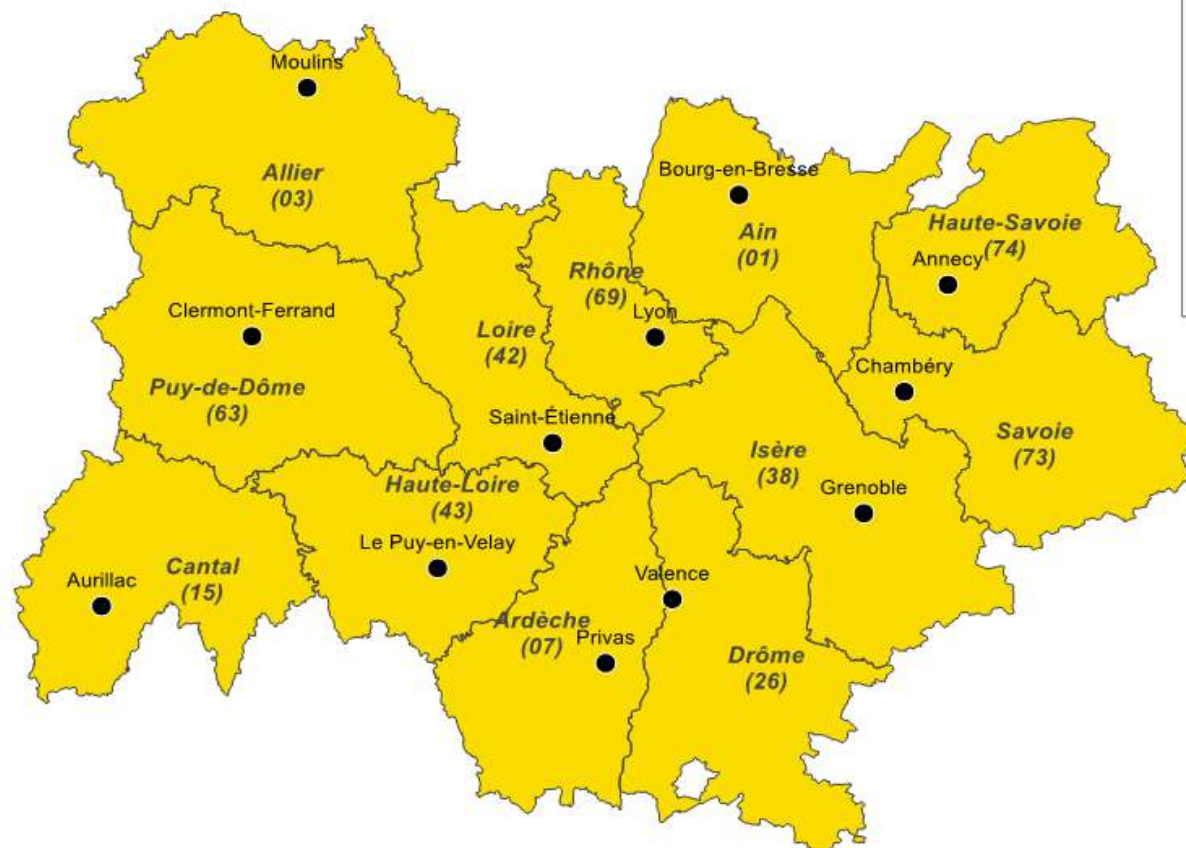 Moulins
Allier
(03)
Bourg-en-Bresse
Ain
(01)
Haute-Savoie
(74)
Annecy
Rhône
(69)
Lyon
Clermont-Ferrand
Loire
(42)
Puy-de-Dôme
(63)
Chambéry
Saint-Étienne
Savoie
(73)
Isère
(38)
Haute-Loire
(43)
Grenoble
Le Puy-en-Velay
Cantal
(15)
Aurillac
Valence
Ardèche
(07)
Privas
Drôme
(26)